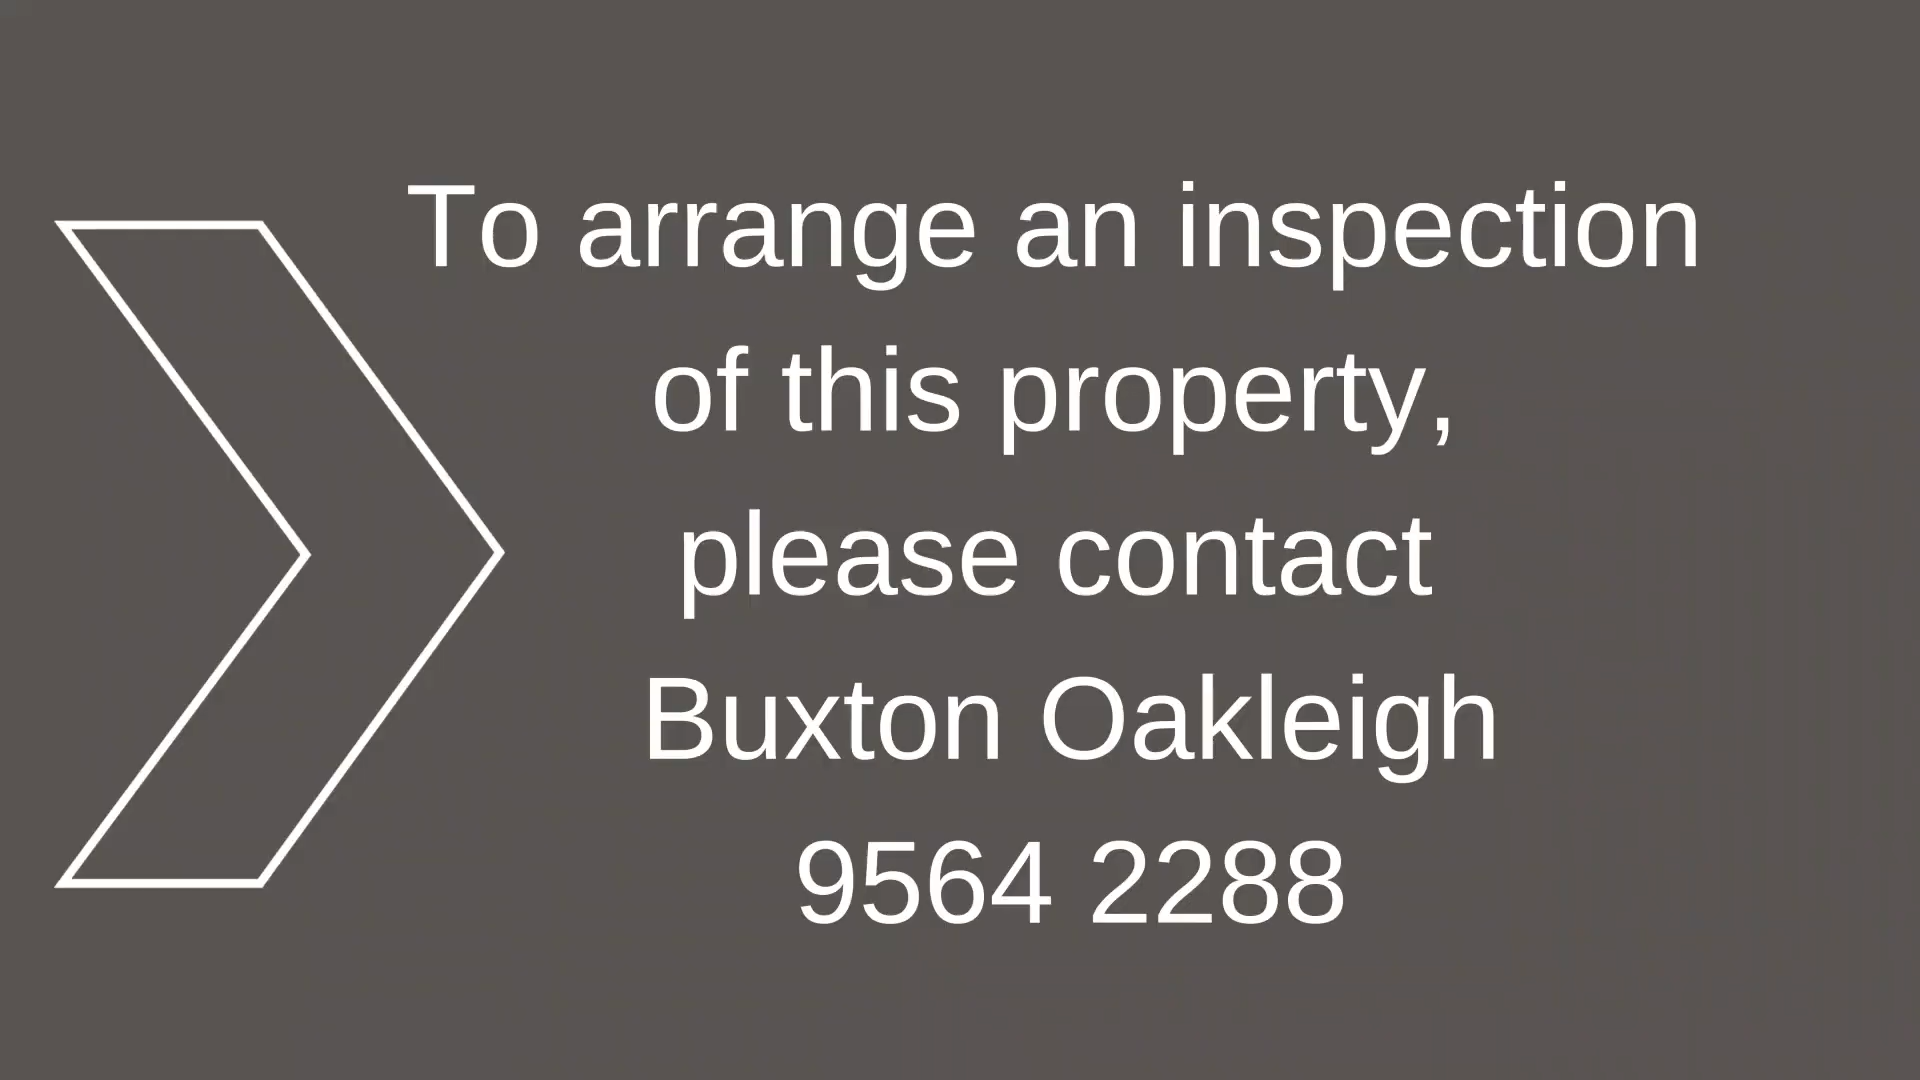 To arrange an inspection
of this property,
please contact
Buxton Oakleigh
9564 2288